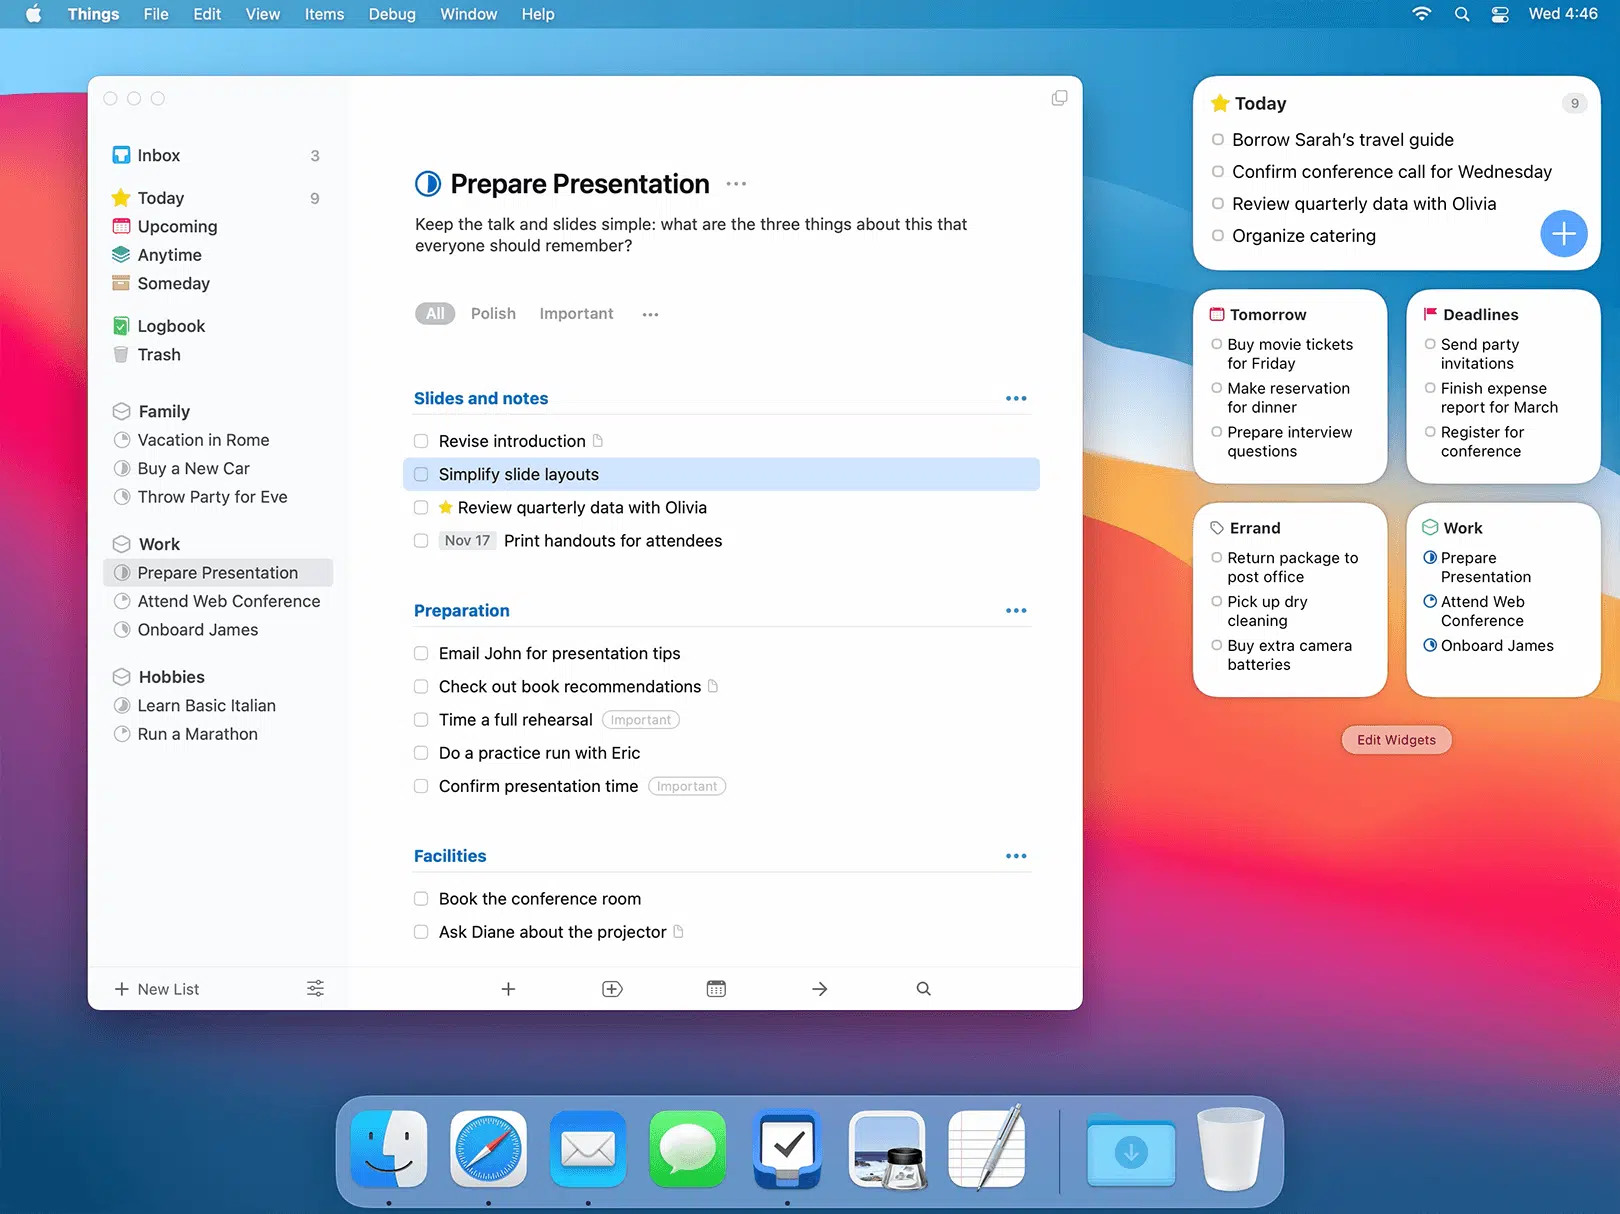 Things File Edit View Items Debug Window Help
Wed 4:46
Inbox 3
Today 9
Upcoming
Anytime
Someday
Logbook
Trash
Family
Vacation in Rome
Buy a New Car
Throw Party for Eve
Work
Prepare Presentation
Attend Web Conference
Onboard James
Hobbies
Learn Basic Italian
Run a Marathon
New List
Prepare Presentation
Keep the talk and slides simple: what are the three things about this that
everyone should remember?
All Polish Important
Slides and notes
Revise introduction
Simplify slide layouts
Review quarterly data with Olivia
Nov 17 Print handouts for attendees
Preparation
Email John for presentation tips
Check out book recommendations
Time a full rehearsal Important
Do a practice run with Eric
Confirm presentation time Important
Facilities
Book the conference room
Ask Diane about the projector
Today 9
Borrow Sarah’s travel guide
Confirm conference call for Wednesday
Review quarterly data with Olivia
Organize catering
Tomorrow
Buy movie tickets
for Friday
Make reservation
for dinner
Prepare interview
questions
Deadlines
Send party
invitations
Finish expense
report for March
Register for
conference
Errand
Return package to
post office
Pick up dry
cleaning
Buy extra camera
batteries
Work
Prepare
Presentation
Attend Web
Conference
Onboard James
Edit Widgets